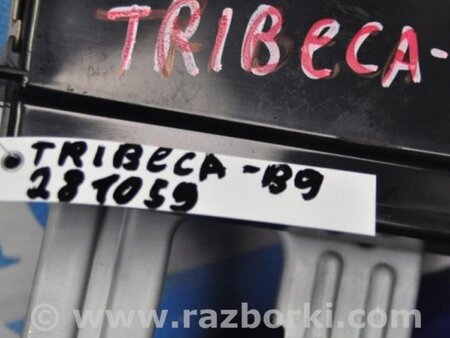 TRIBECA-
TRIBECA-B9
281059
www.razborki.com